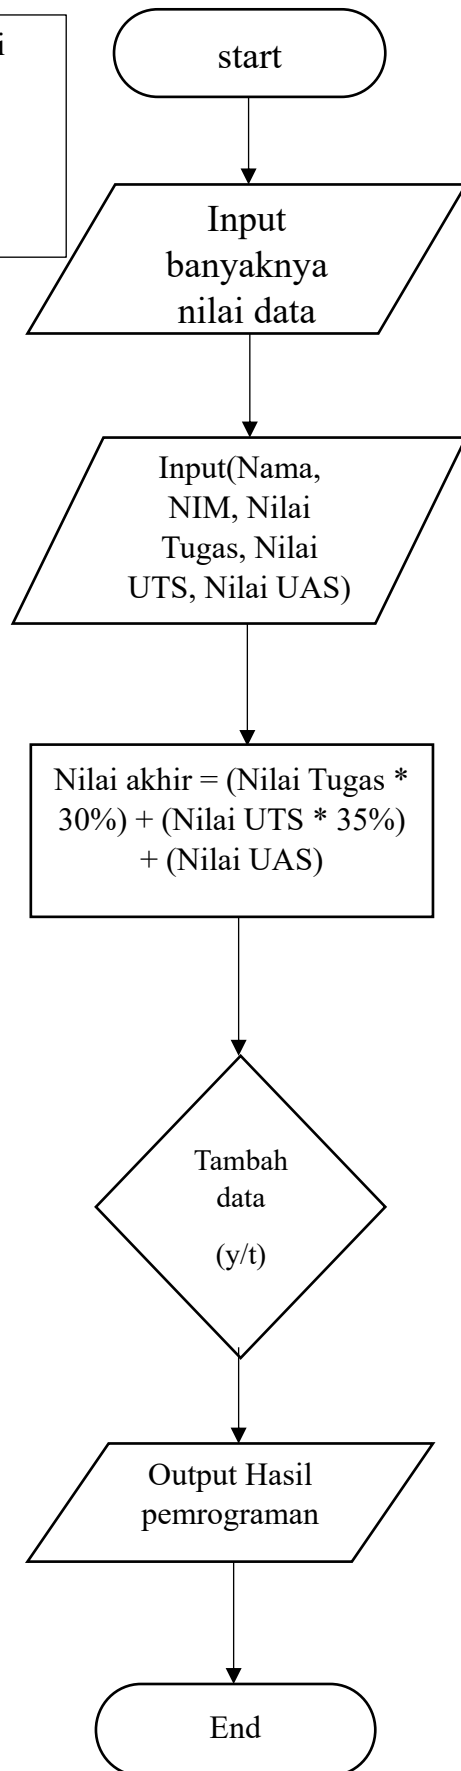 start
Input
banyaknya
nilai data
Input(Nama,
NIM, Nilai
Tugas, Nilai
UTS, Nilai UAS)
Nilai akhir = (Nilai Tugas *
30%) + (Nilai UTS * 35%)
+ (Nilai UAS)
Tambah
data
(y/t)
Output Hasil
pemrograman
End